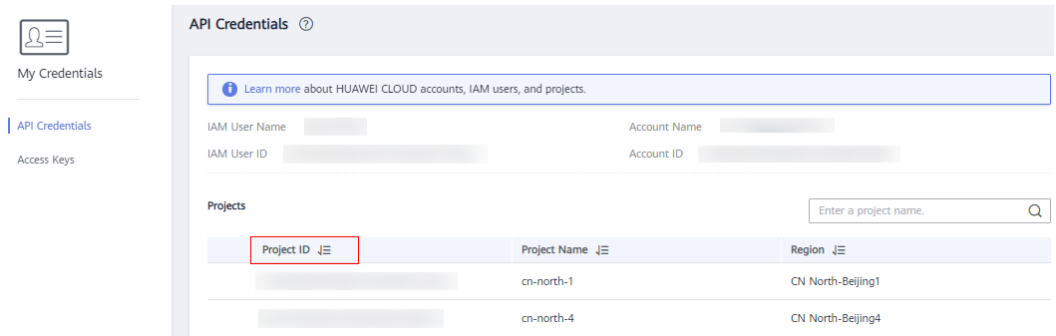 API Credentials
My Credentials
API Credentials
Access Keys
Learn more about HUAWEI CLOUD accounts, IAM users, and projects.
IAM User Name Account Name
IAM User ID Account ID
Projects
Enter a project name.
Project ID Project Name Region
cn-north-1 CN North-Beijing1
cn-north-4 CN North-Beijing4